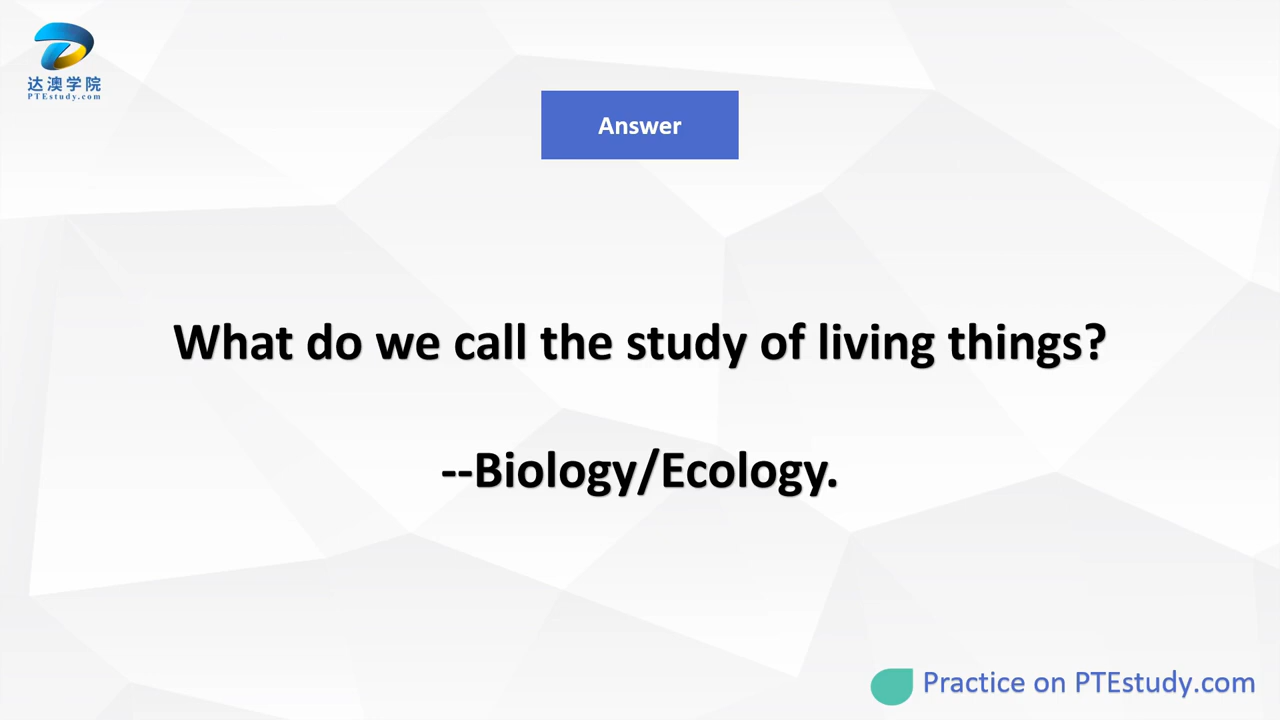 达澳学院
PTEstudy.com
Answer
What do we call the study of living things?
--Biology/Ecology.
Practice on PTEstudy.com